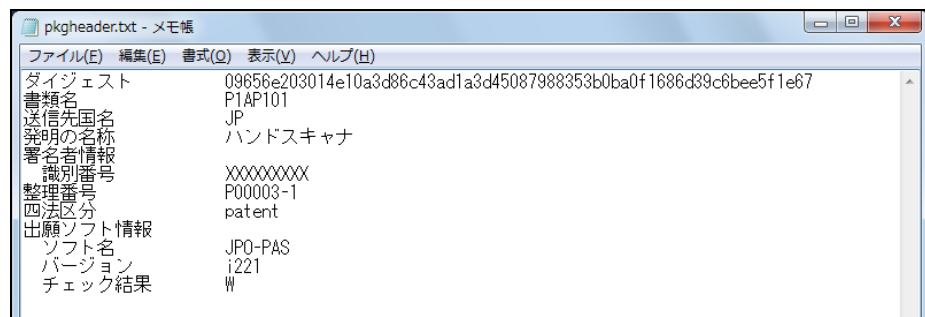 pkgheader.txt - メモ帳
ファイル(F) 編集(E) 書式(O) 表示(V) ヘルプ(H)
ダイジェスト 09656e203014e10a3d86c43ad1a3d45087988353b0ba0f1686d39c6bee5f1e67
書類名 P1AP101
送信先国名 JP
発明の名称 ハンドスキャナ
署名者情報
識別番号 XXXXXXXXX
整理番号 P00003-1
四法区分 patent
出願ソフト情報
ソフト名 JPO-PAS
バージョン i221
チェック結果 W